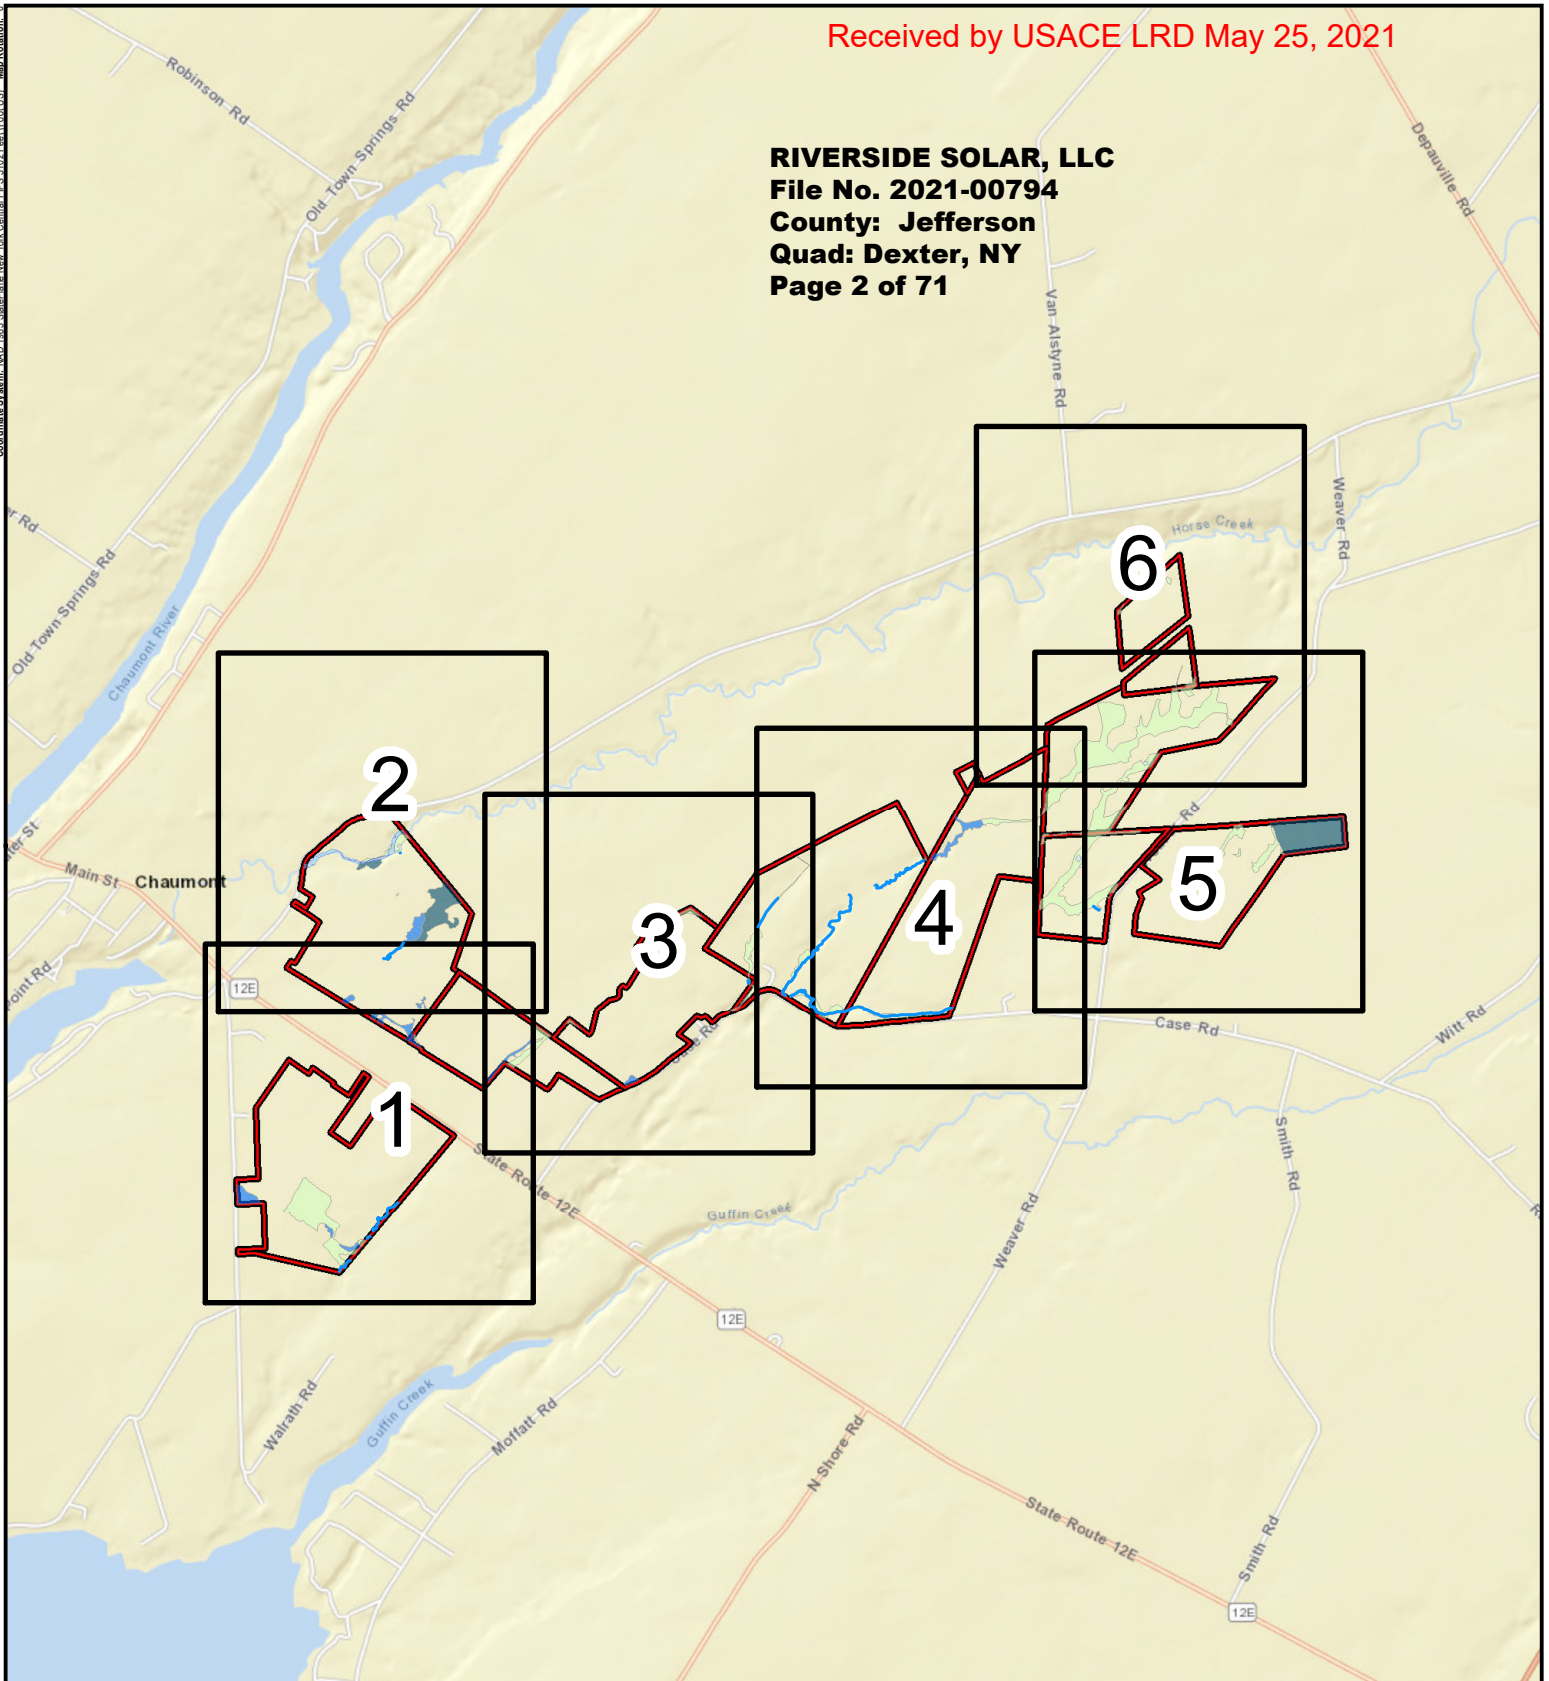 Received by USACE LRD May 25, 2021
RIVERSIDE SOLAR, LLC
File No. 2021-00794
County: Jefferson
Quad: Dexter, NY
Page 2 of 71
Robinson Rd
Old Town Springs Rd
Depauville Rd
Van Alstyne Rd
Weaver Rd
Horse Creek
6
Old Town Springs Rd
Chaumont River
2
Main St
Chaumont
3
4
5
Point Rd
12E
Case Rd
Case Rd
Witt Rd
1
State Route 12E
Smith Rd
Guffin Creek
Weaver Rd
12E
Walrath Rd
Guffin Creek
Moffatt Rd
N Shore Rd
State Route 12E
Smith Rd
12E